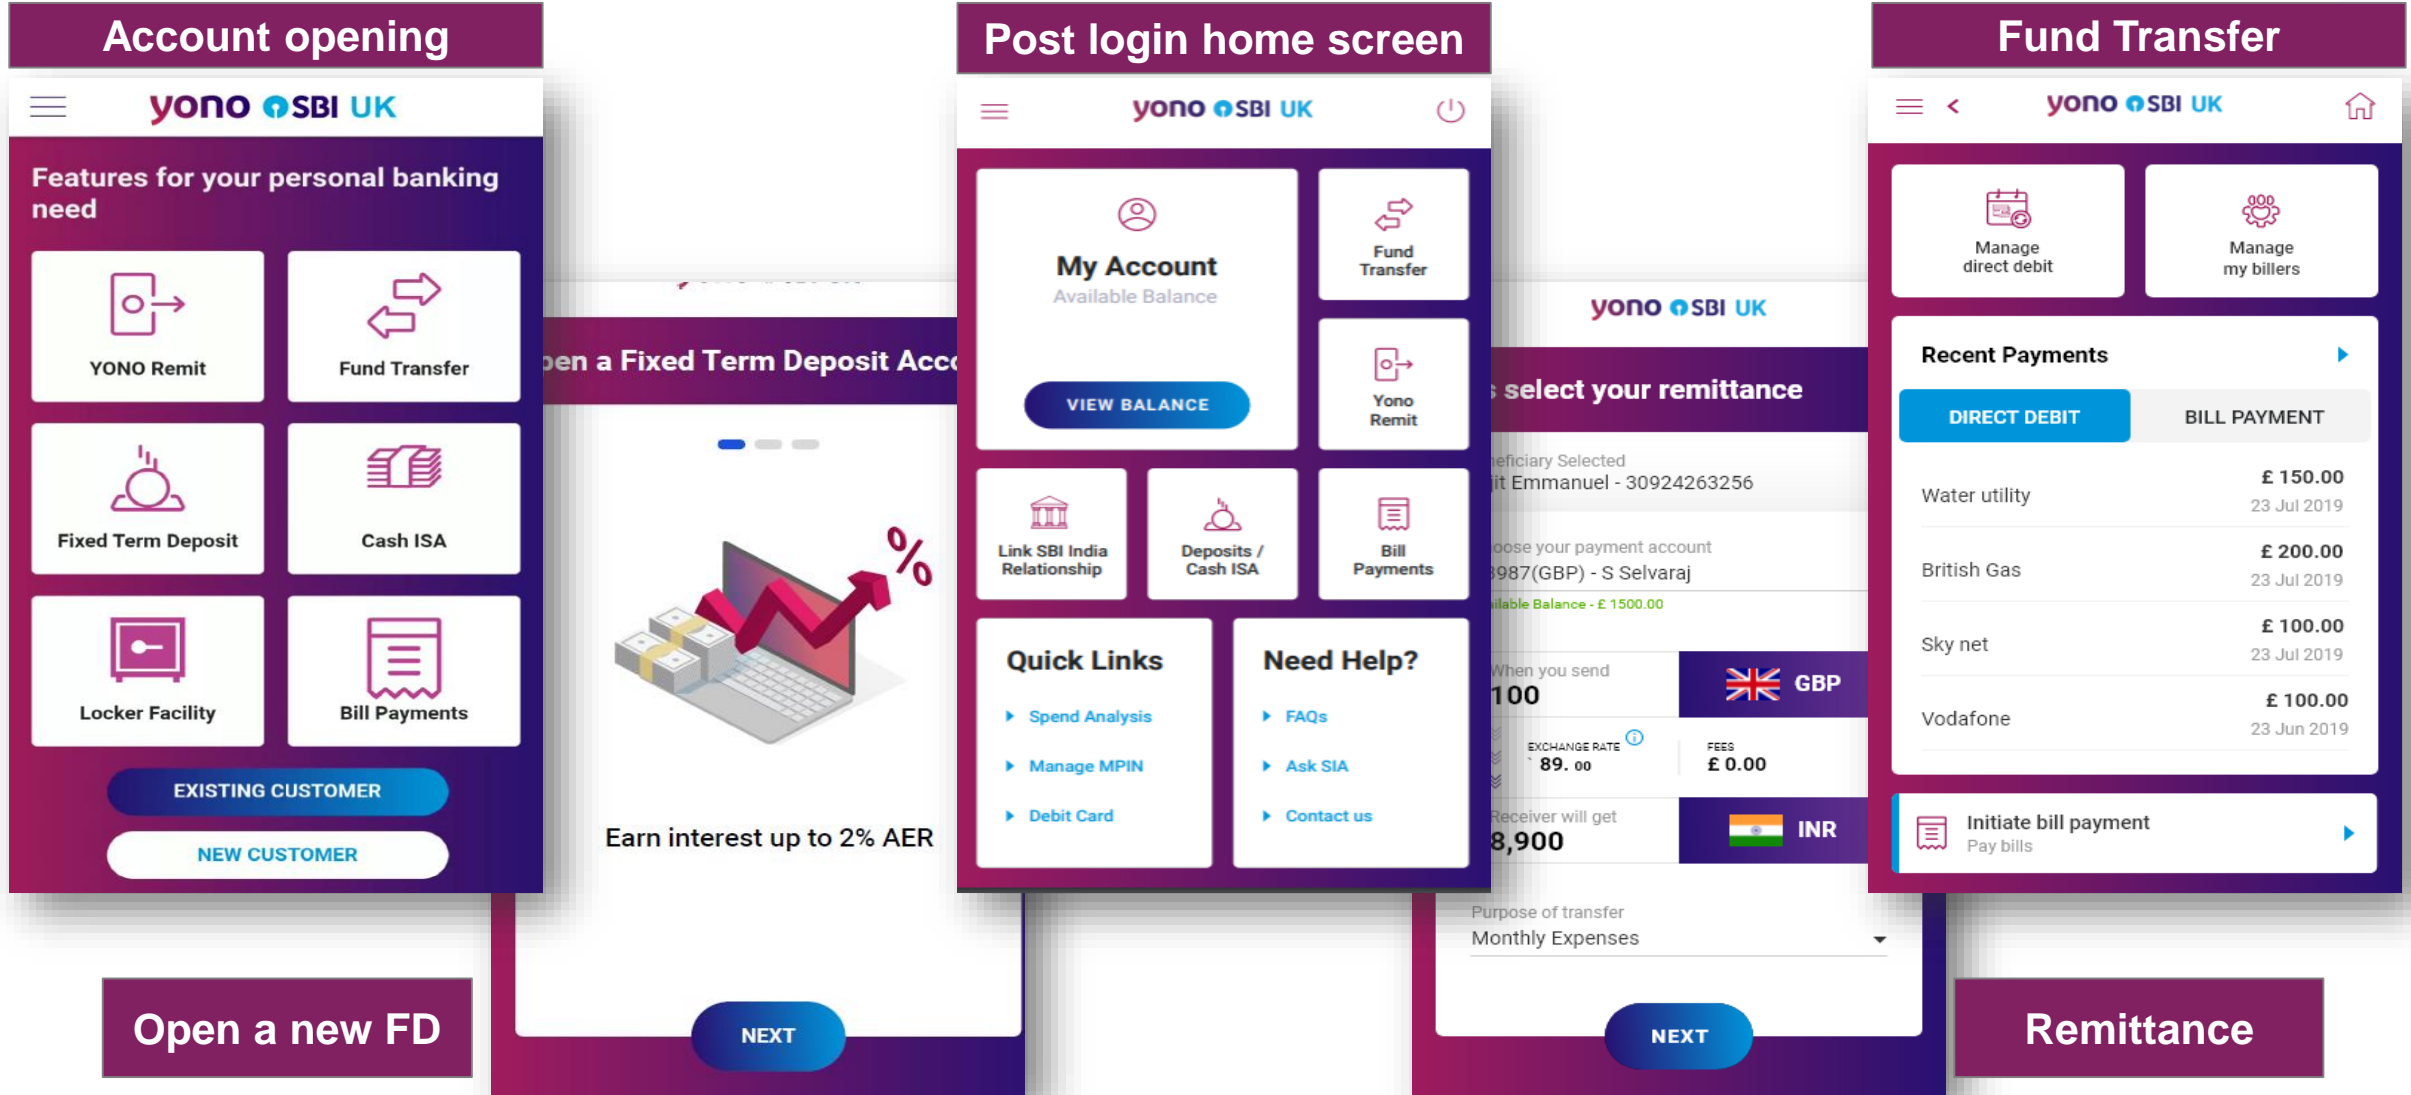 Account opening
yono SBI UK
Features for your personal banking
need
YONO Remit
Fund Transfer
Fixed Term Deposit
Cash ISA
Locker Facility
Bill Payments
EXISTING CUSTOMER
NEW CUSTOMER
Open a new FD
a Fixed Term Deposit
Earn interest up to 2% AER
NEXT
Post login home screen
yono SBI UK
My Account
Available Balance
VIEW BALANCE
Fund
Transfer
Yono
Remit
Link SBI India
Relationship
Deposits /
Cash ISA
Bill
Payments
Quick Links
Spend Analysis
Manage MPIN
Debit Card
Need Help?
FAQs
Ask SIA
Contact us
yono SBI UK
select your remittance
Selected
Emmanuel - 30924263256
your payment account
(GBP) - S Selvaraj
Balance - £ 1500.00
When you send
100
GBP
EXCHANGE RATE
` 89. 00
FEES
£ 0.00
Receiver will get
8,900
INR
Purpose of transfer
Monthly Expenses
NEXT
Remittance
Fund Transfer
yono SBI UK
Manage
direct debit
Manage
my billers
Recent Payments
DIRECT DEBIT
BILL PAYMENT
Water utility
£ 150.00
23 Jul 2019
British Gas
£ 200.00
23 Jul 2019
Sky net
£ 100.00
23 Jul 2019
Vodafone
£ 100.00
23 Jun 2019
Initiate bill payment
Pay bills